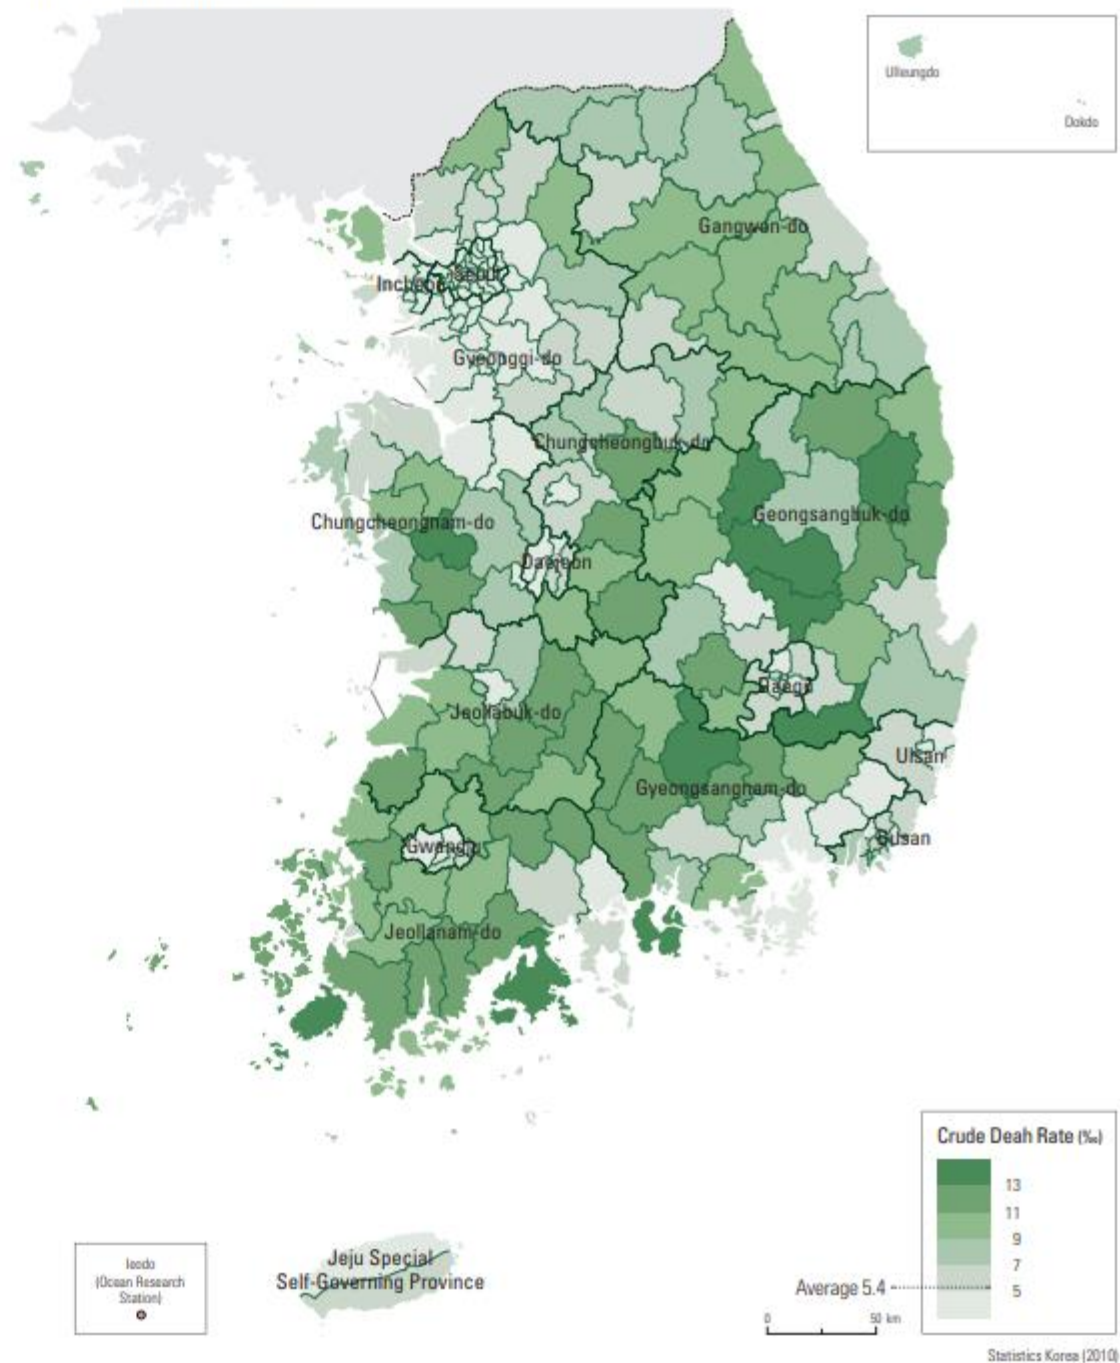 Ulleungdo
Dokdo
Gangwon-do
Seoul
Incheon
Gyeonggi-do
Chungcheongbuk-do
Chungcheongnam-do
Geongsangbuk-do
Daejeon
Daegu
Jeollabuk-do
Ulsan
Gyeongsangnam-do
Busan
Gwangju
Jeollanam-do
Crude Deah Rate (‰)
13
11
9
7
5
Average 5.4
0
50 km
Ieodo
(Ocean Research
Station)
Jeju Special
Self-Governing Province
Statistics Korea (2010)